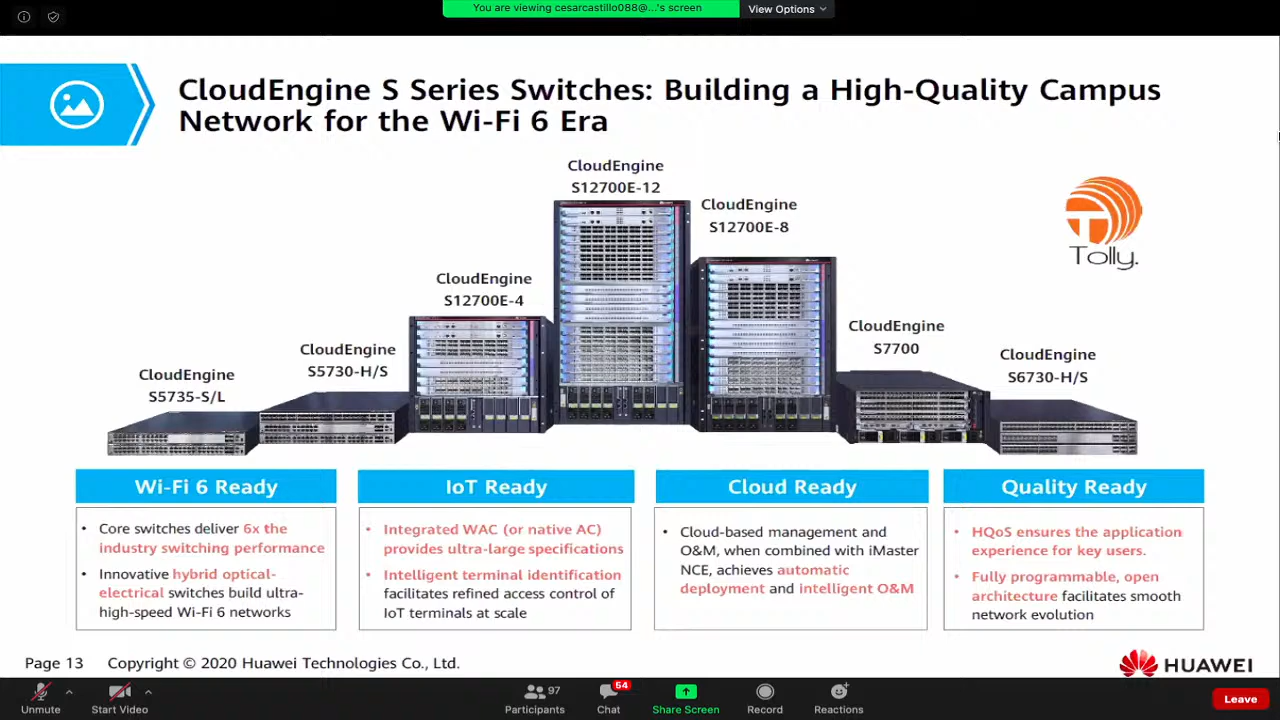 You are viewing cesarcastillo088@...'s screen
View Options
CloudEngine S Series Switches: Building a High-Quality Campus
Network for the Wi-Fi 6 Era
CloudEngine
S12700E-12
CloudEngine
S12700E-8
Tolly.
CloudEngine
S12700E-4
CloudEngine
S7700
CloudEngine
S5730-H/S
CloudEngine
S6730-H/S
CloudEngine
S5735-S/L
Wi-Fi 6 Ready
• Core switches deliver 6x the
industry switching performance
• Innovative hybrid optical-
electrical switches build ultra-
high-speed Wi-Fi 6 networks
IoT Ready
• Integrated WAC (or native AC)
provides ultra-large specifications
• Intelligent terminal identification
facilitates refined access control of
IoT terminals at scale
Cloud Ready
• Cloud-based management and
O&M, when combined with iMaster
NCE, achieves automatic
deployment and intelligent O&M
Quality Ready
• HQoS ensures the application
experience for key users.
• Fully programmable, open
architecture facilitates smooth
network evolution
Page 13 Copyright © 2020 Huawei Technologies Co., Ltd.
HUAWEI
Unmute
Start Video
97
Participants
54
Chat
Share Screen
Record
Reactions
Leave